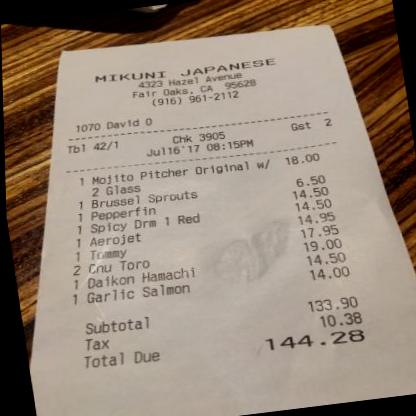 MIKUNI JAPANESE
4323 Hazel Avenue
Fair Oaks, CA 95628
(916) 961-2112
1070 David O
Tbl 42/1 Chk 3905 Gst 2
Jul16'17 08:15PM
1 Mojito Pitcher Original w/ 18.00
2 Glass
1 Brussel Sprouts 6.50
1 Pepperfin 14.50
1 Spicy Drm 1 Red 14.50
1 Aerojet 14.95
1 Tommy 17.95
2 Chu Toro 19.00
1 Daikon Hamachi 14.50
1 Garlic Salmon 14.00
Subtotal 133.90
Tax 10.38
Total Due 144.28